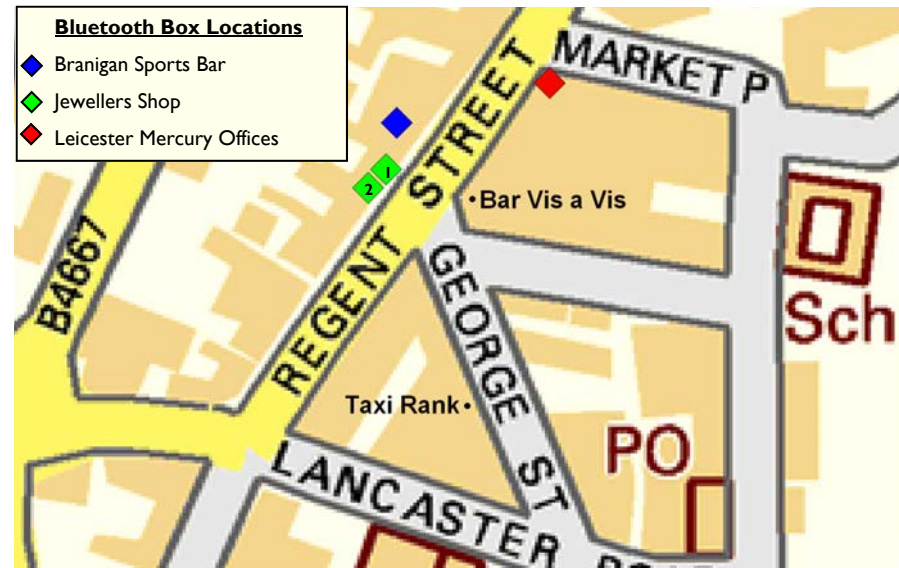 Bluetooth Box Locations
Branigan Sports Bar
Jewellers Shop
Leicester Mercury Offices
MARKET P
REGENT STREET
1
2
Bar Vis a Vis
B4667
GEORGE ST
Sch
Taxi Rank
PO
LANCASTER